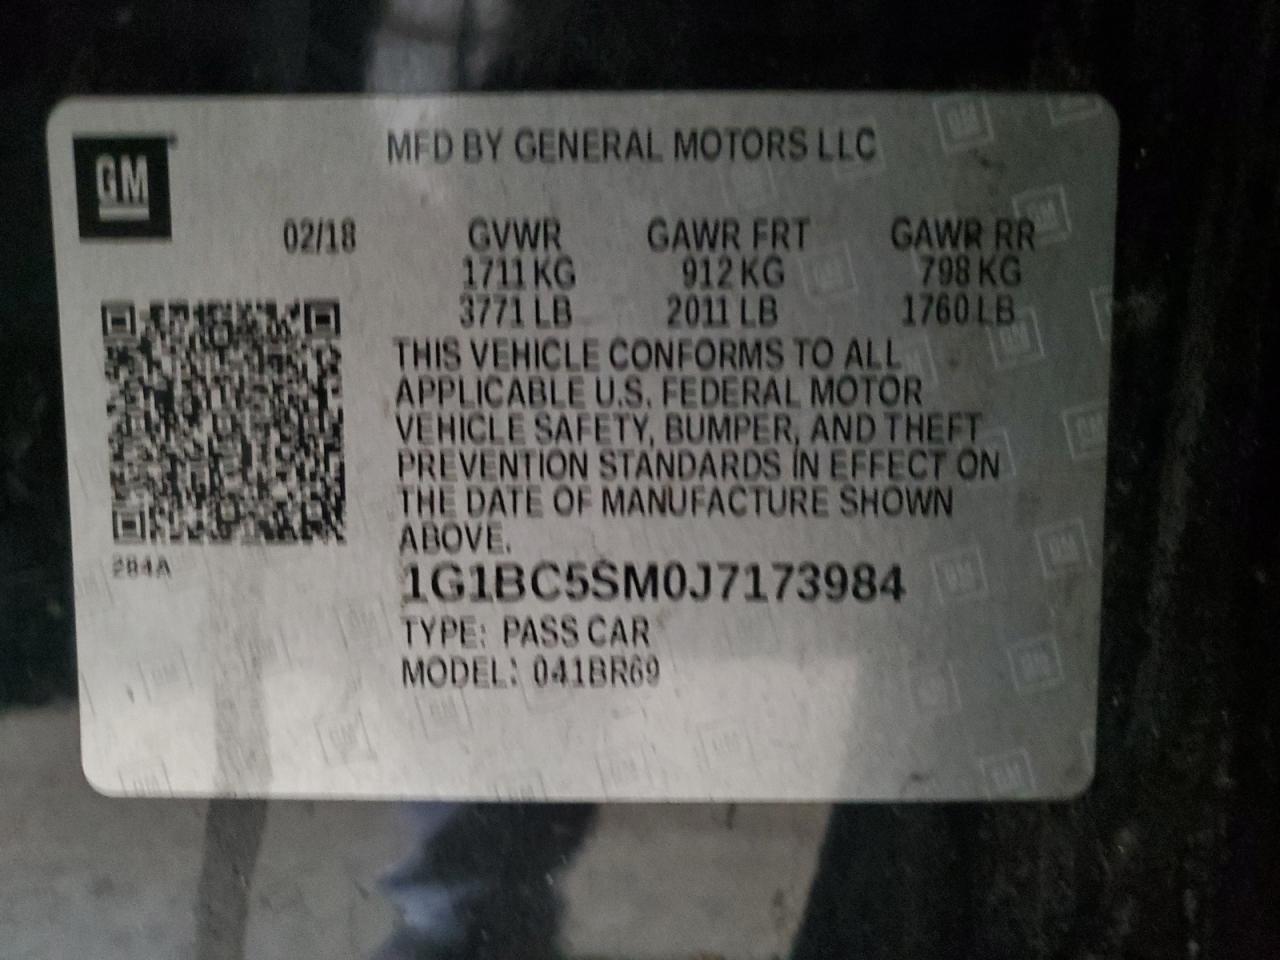 GM
MFD BY GENERAL MOTORS LLC
02/18 GVWR GAWR FRT GAWR RR
1711 KG 912 KG 798 KG
3771 LB 2011 LB 1760 LB
THIS VEHICLE CONFORMS TO ALL
APPLICABLE U.S. FEDERAL MOTOR
VEHICLE SAFETY, BUMPER, AND THEFT
PREVENTION STANDARDS IN EFFECT ON
THE DATE OF MANUFACTURE SHOWN
ABOVE.
284A
1G1BC5SM0J7173984
TYPE: PASS CAR
MODEL: 041BR69